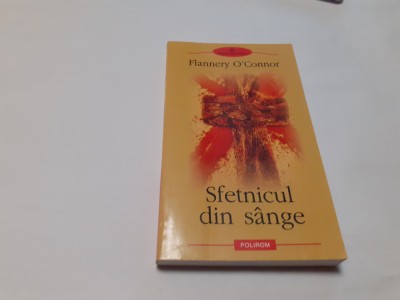 Flannery O'Connor
Sfetnicul
din sânge
POLIROM